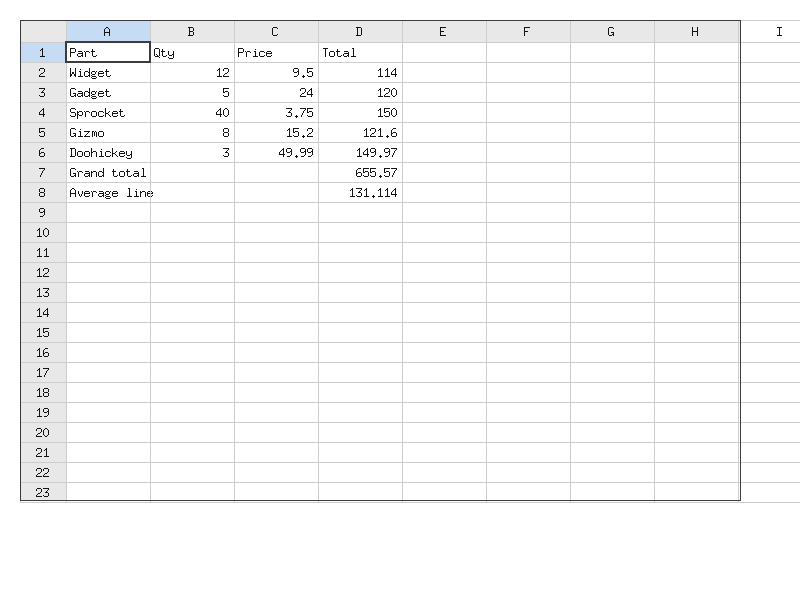 A B C D E F G H I
1 Part Qty Price Total
2 Widget 12 9.5 114
3 Gadget 5 24 120
4 Sprocket 40 3.75 150
5 Gizmo 8 15.2 121.6
6 Doohickey 3 49.99 149.97
7 Grand total 655.57
8 Average line 131.114
9
10
11
12
13
14
15
16
17
18
19
20
21
22
23